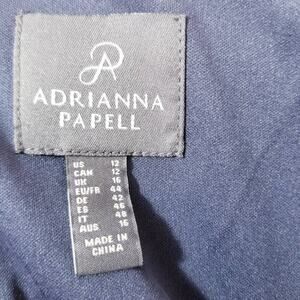 ADRIANNA
PAPELL
US 12
CAN 12
UK 16
EU/FR 44
DE 42
ES 46
IT 48
AUS 16
MADE IN
CHINA